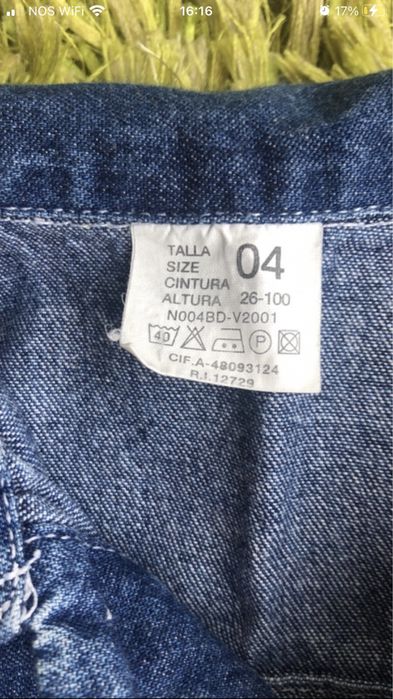 NOS WiFi 16:16 17%
TALLA
SIZE 04
CINTURA
ALTURA 26-100
N004BD-V2001
40 P
CIF.A-48093124
R.I.12729